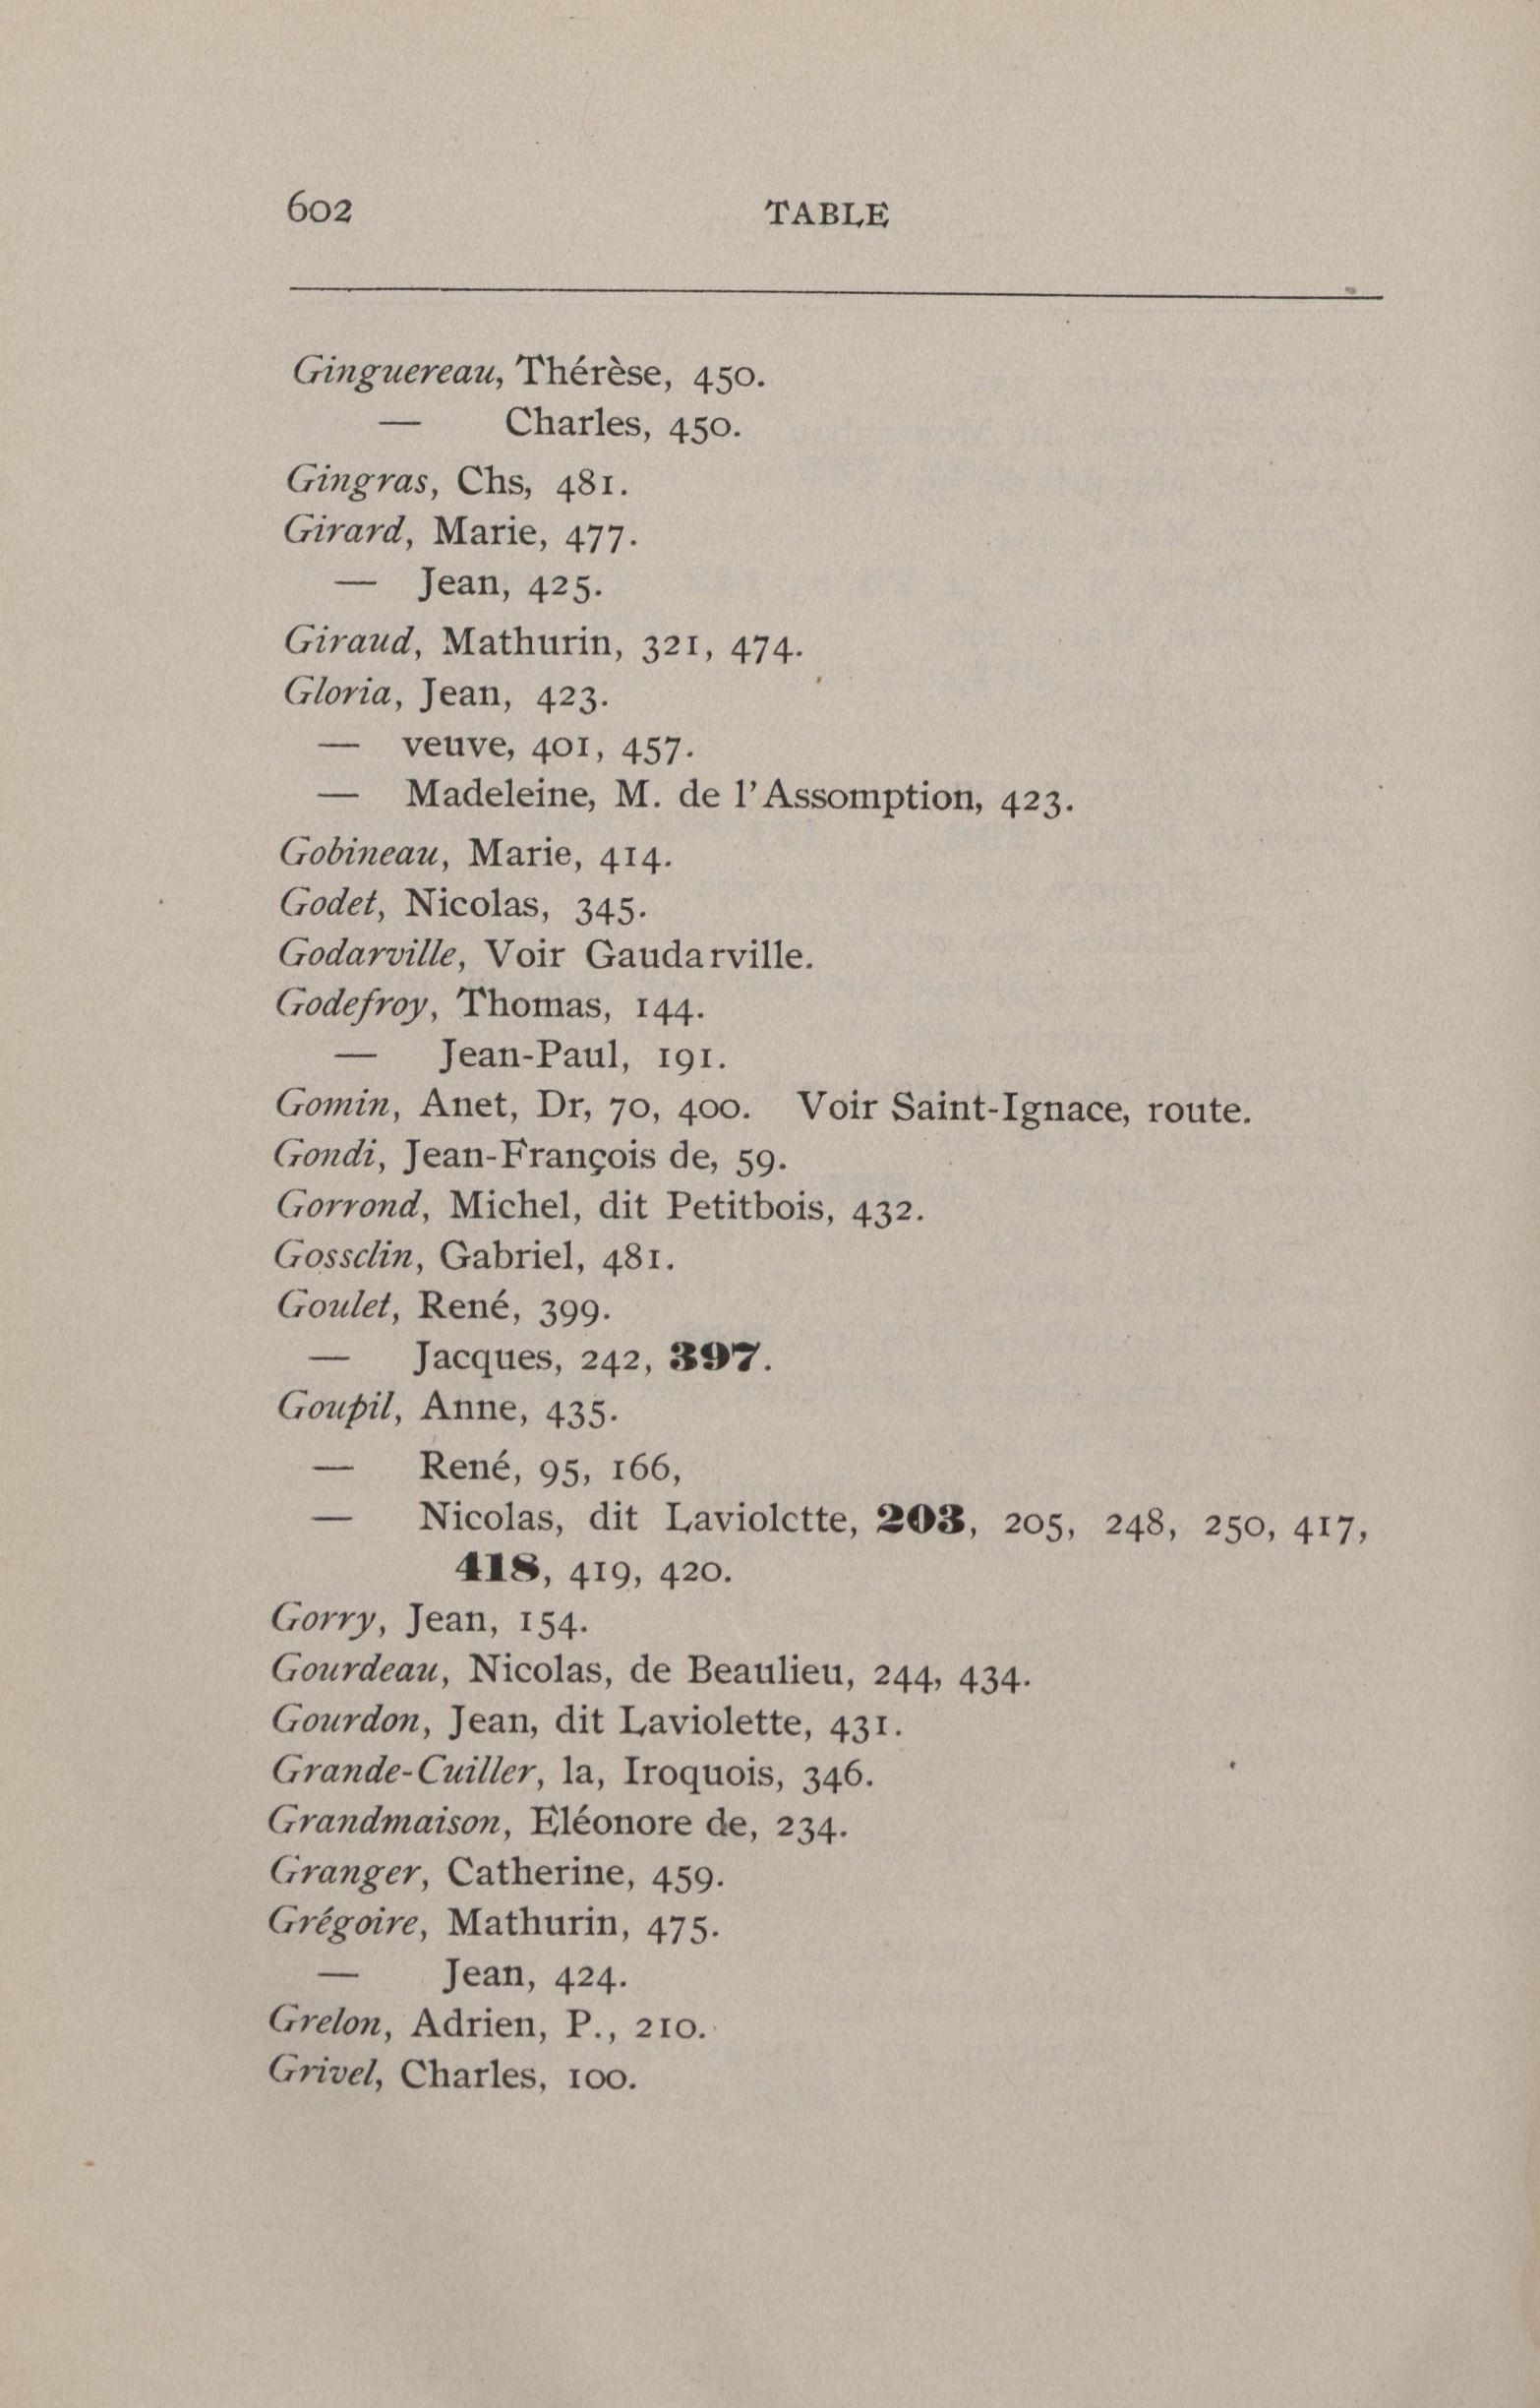 602 TABLE
Ginguereau, Thérèse, 450.
— Charles, 450.
Gingras, Chs, 481.
Girard, Marie, 477.
— Jean, 425.
Giraud, Mathurin, 321, 474.
Gloria, Jean, 423.
— veuve, 401, 457.
— Madeleine, M. de l'Assomption, 423.
Gobineau, Marie, 414.
Godet, Nicolas, 345.
Godarville, Voir Gaudarville.
Godefroy, Thomas, 144.
— Jean-Paul, 191.
Gomin, Anet, Dr, 70, 400. Voir Saint-Ignace, route.
Gondi, Jean-François de, 59.
Gorrond, Michel, dit Petitbois, 432.
Gossclin, Gabriel, 481.
Goulet, René, 399.
— Jacques, 242, 397.
Goupil, Anne, 435.
— René, 95, 166,
— Nicolas, dit Laviolctte, 203, 205, 248, 250, 417,
418, 419, 420.
Gorry, Jean, 154.
Gourdeau, Nicolas, de Beaulieu, 244, 434.
Gourdon, Jean, dit Laviolette, 431.
Grande-Cuiller, la, Iroquois, 346.
Grandmaison, Eléonore de, 234.
Granger, Catherine, 459.
Grégoire, Mathurin, 475.
— Jean, 424.
Grelon, Adrien, P., 210.
Grivel, Charles, 100.